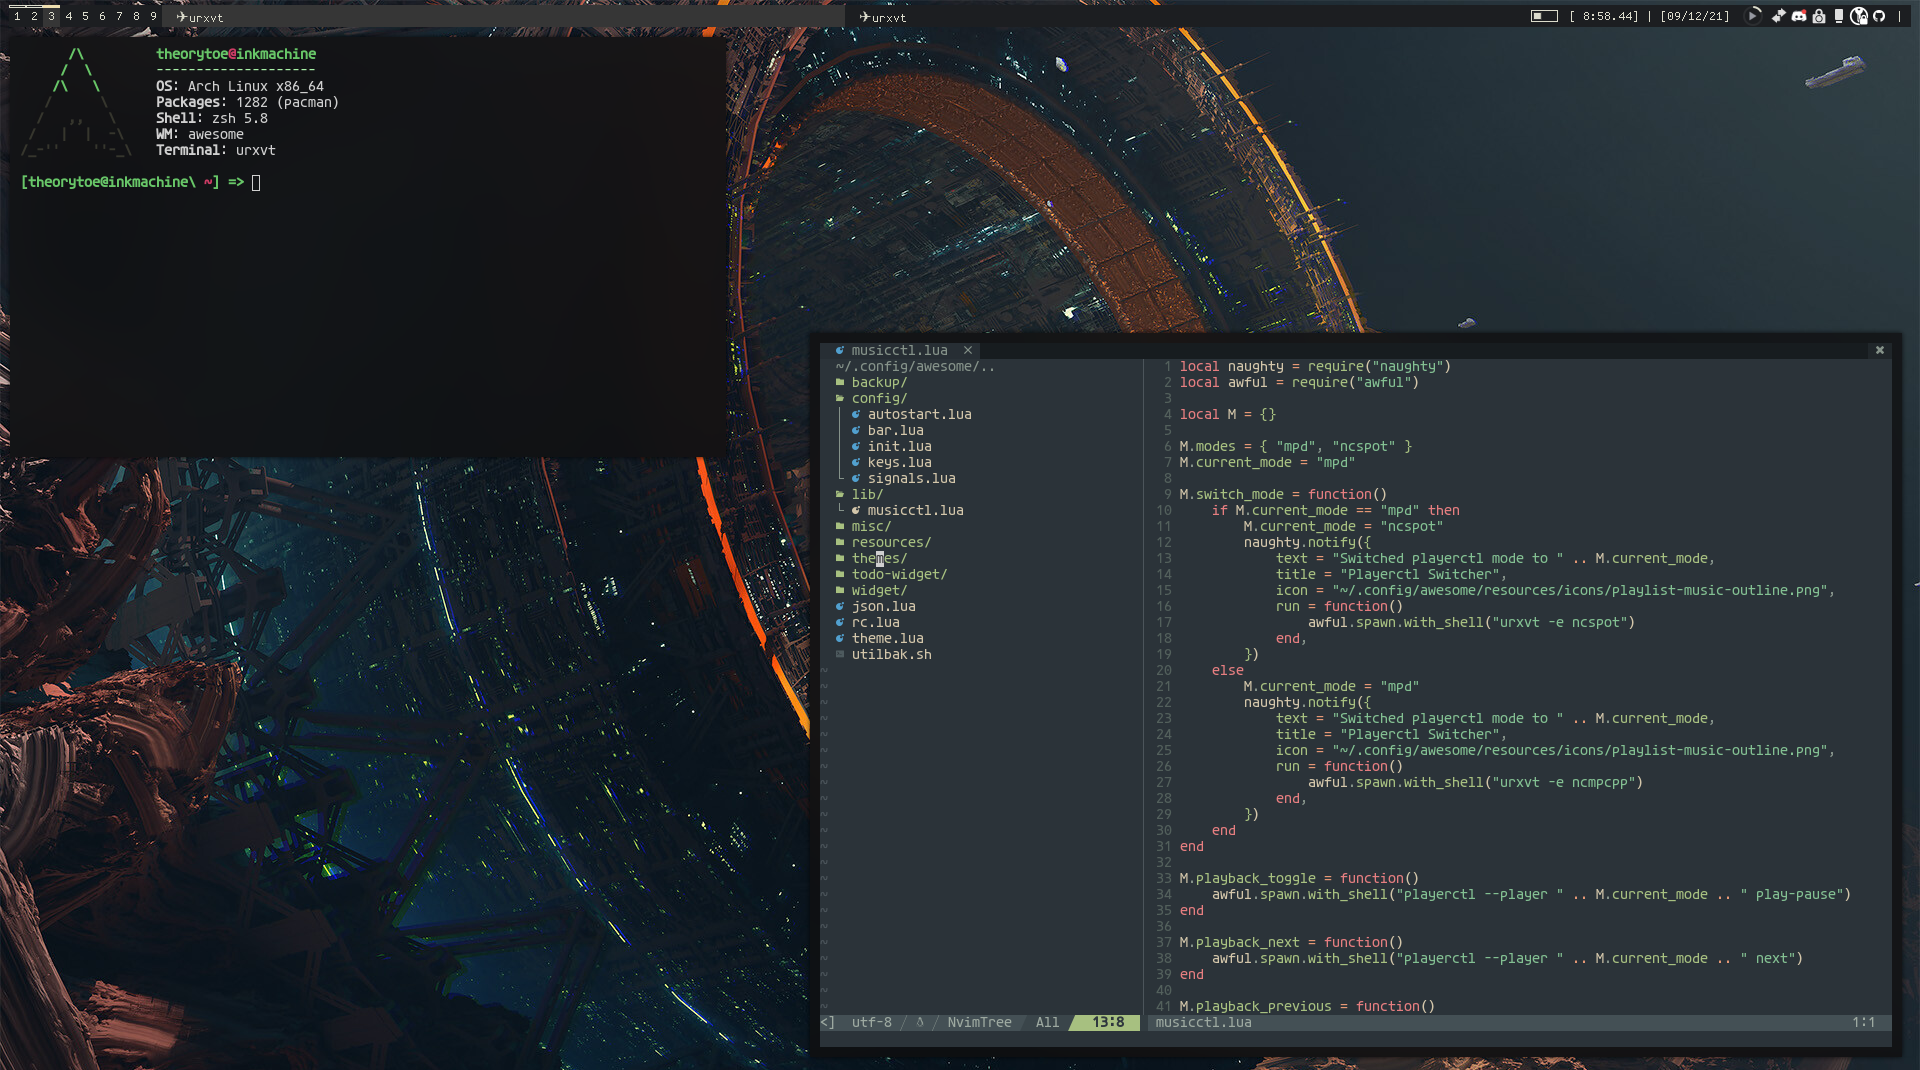 1 2 3 4 5 6 7 8 9 urxvt urxvt [ 8:58.44] | [09/12/21] |
theorytoe@inkmachine
--------------------
OS: Arch Linux x86_64
Packages: 1282 (pacman)
Shell: zsh 5.8
WM: awesome
Terminal: urxvt
[theorytoe@inkmachine\ ~] =>
musicctl.lua ×
~/.config/awesome/..
backup/
config/
autostart.lua
bar.lua
init.lua
keys.lua
signals.lua
lib/
musicctl.lua
misc/
resources/
themes/
todo-widget/
widget/
json.lua
rc.lua
theme.lua
utilbak.sh
<] utf-8 / NvimTree All 13:8
1 local naughty = require("naughty")
2 local awful = require("awful")
3
4 local M = {}
5
6 M.modes = { "mpd", "ncspot" }
7 M.current_mode = "mpd"
8
9 M.switch_mode = function()
10 if M.current_mode == "mpd" then
11 M.current_mode = "ncspot"
12 naughty.notify({
13 text = "Switched playerctl mode to " .. M.current_mode,
14 title = "Playerctl Switcher",
15 icon = "~/.config/awesome/resources/icons/playlist-music-outline.png",
16 run = function()
17 awful.spawn.with_shell("urxvt -e ncspot")
18 end,
19 })
20 else
21 M.current_mode = "mpd"
22 naughty.notify({
23 text = "Switched playerctl mode to " .. M.current_mode,
24 title = "Playerctl Switcher",
25 icon = "~/.config/awesome/resources/icons/playlist-music-outline.png",
26 run = function()
27 awful.spawn.with_shell("urxvt -e ncmpcpp")
28 end,
29 })
30 end
31 end
32
33 M.playback_toggle = function()
34 awful.spawn.with_shell("playerctl --player " .. M.current_mode .. " play-pause")
35 end
36
37 M.playback_next = function()
38 awful.spawn.with_shell("playerctl --player " .. M.current_mode .. " next")
39 end
40
41 M.playback_previous = function()
musicctl.lua 1:1